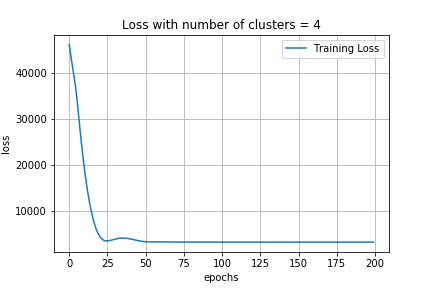 Loss with number of clusters = 4
Training Loss
loss
40000
30000
20000
10000
0 25 50 75 100 125 150 175 200
epochs